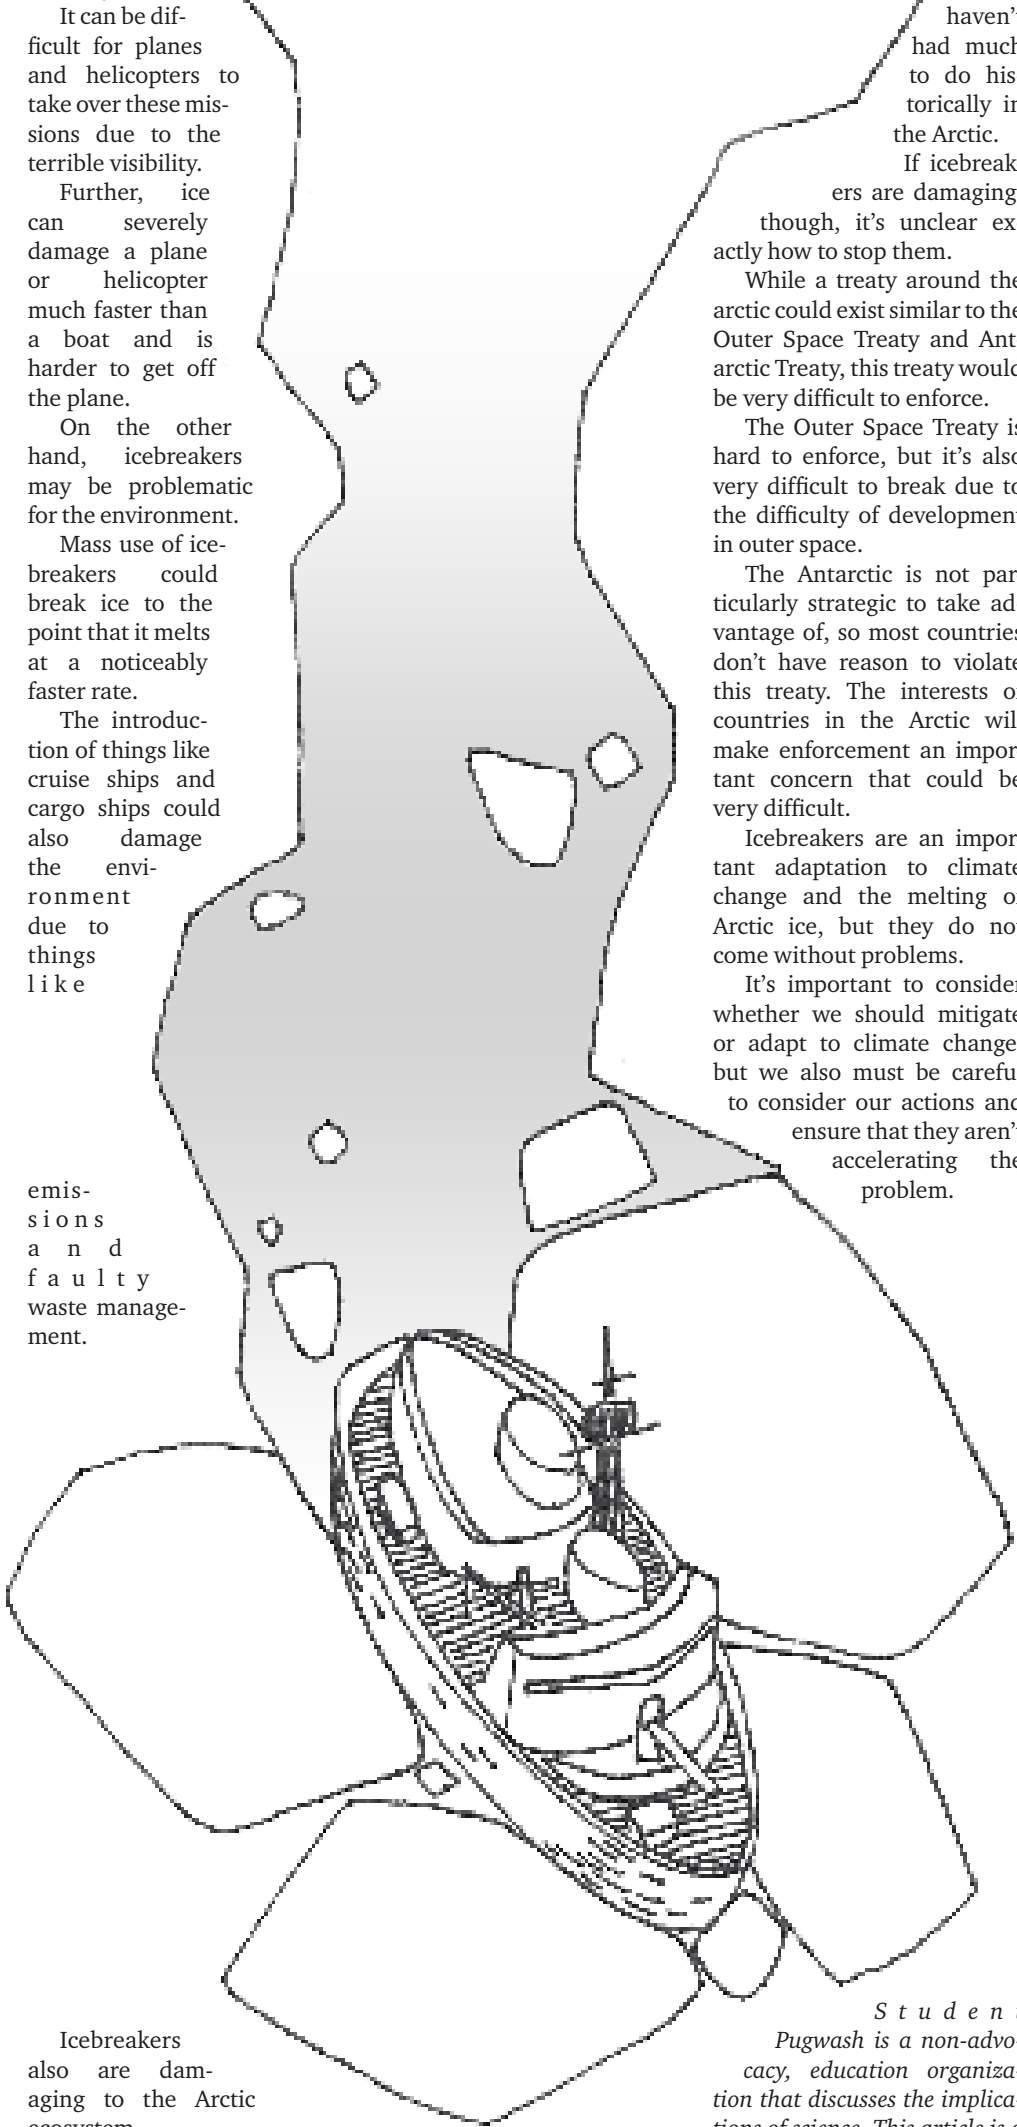 It can be dif-
ficult for planes
and helicopters to
take over these mis-
sions due to the
terrible visibility.
Further, ice
can severely
damage a plane
or helicopter
much faster than
a boat and is
harder to get off
the plane.
On the other
hand, icebreakers
may be problematic
for the environment.
Mass use of ice-
breakers could
break ice to the
point that it melts
at a noticeably
faster rate.
The introduc-
tion of things like
cruise ships and
cargo ships could
also damage
the envi-
ronment
due to
things
like
emis-
sions
and
faulty
waste manage-
ment.
Icebreakers
also are dam-
aging to the Arctic
ecosystem
haven’t
had much
to do his
torically in
the Arctic.
If icebreak
ers are damaging
though, it’s unclear ex
actly how to stop them.
While a treaty around the
arctic could exist similar to the
Outer Space Treaty and Ant
arctic Treaty, this treaty would
be very difficult to enforce.
The Outer Space Treaty is
hard to enforce, but it’s also
very difficult to break due to
the difficulty of development
in outer space.
The Antarctic is not par
ticularly strategic to take ad
vantage of, so most countries
don’t have reason to violate
this treaty. The interests of
countries in the Arctic will
make enforcement an impor
tant concern that could be
very difficult.
Icebreakers are an impor
tant adaptation to climate
change and the melting of
Arctic ice, but they do not
come without problems.
It’s important to consider
whether we should mitigate
or adapt to climate change
but we also must be careful
to consider our actions and
ensure that they aren’t
accelerating the
problem.
Student
Pugwash is a non-advo-
cacy, education organiza-
tion that discusses the implica-
tions of science. This article is a